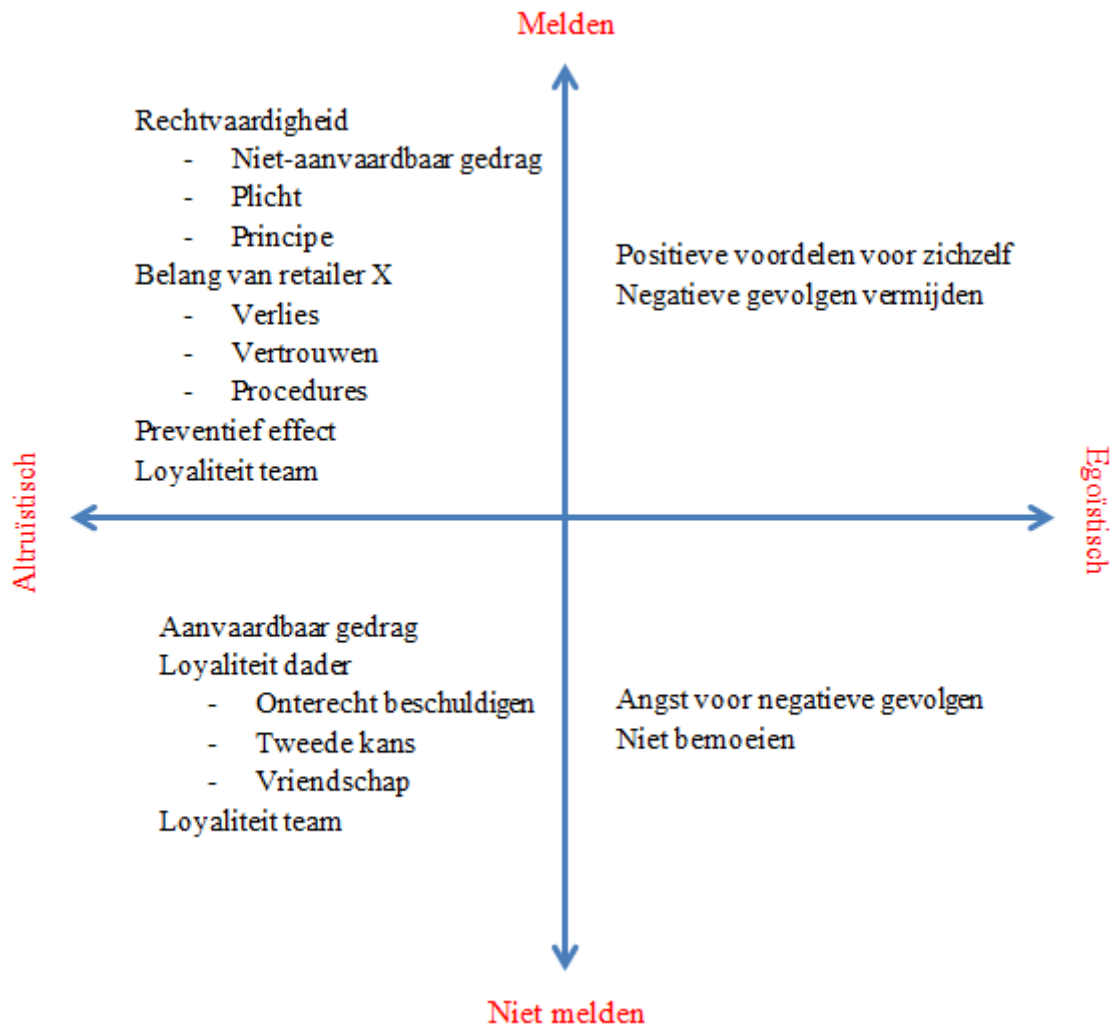 Melden
Rechtvaardigheid
- Niet-aanvaardbaar gedrag
- Plicht
- Principe
Belang van retailer X
- Verlies
- Vertrouwen
- Procedures
Preventief effect
Loyaliteit team
Positieve voordelen voor zichzelf
Negatieve gevolgen vermijden
Altruïstisch
Egoïstisch
Aanvaardbaar gedrag
Loyaliteit dader
- Onterecht beschuldigen
- Tweede kans
- Vriendschap
Loyaliteit team
Angst voor negatieve gevolgen
Niet bemoeien
Niet melden